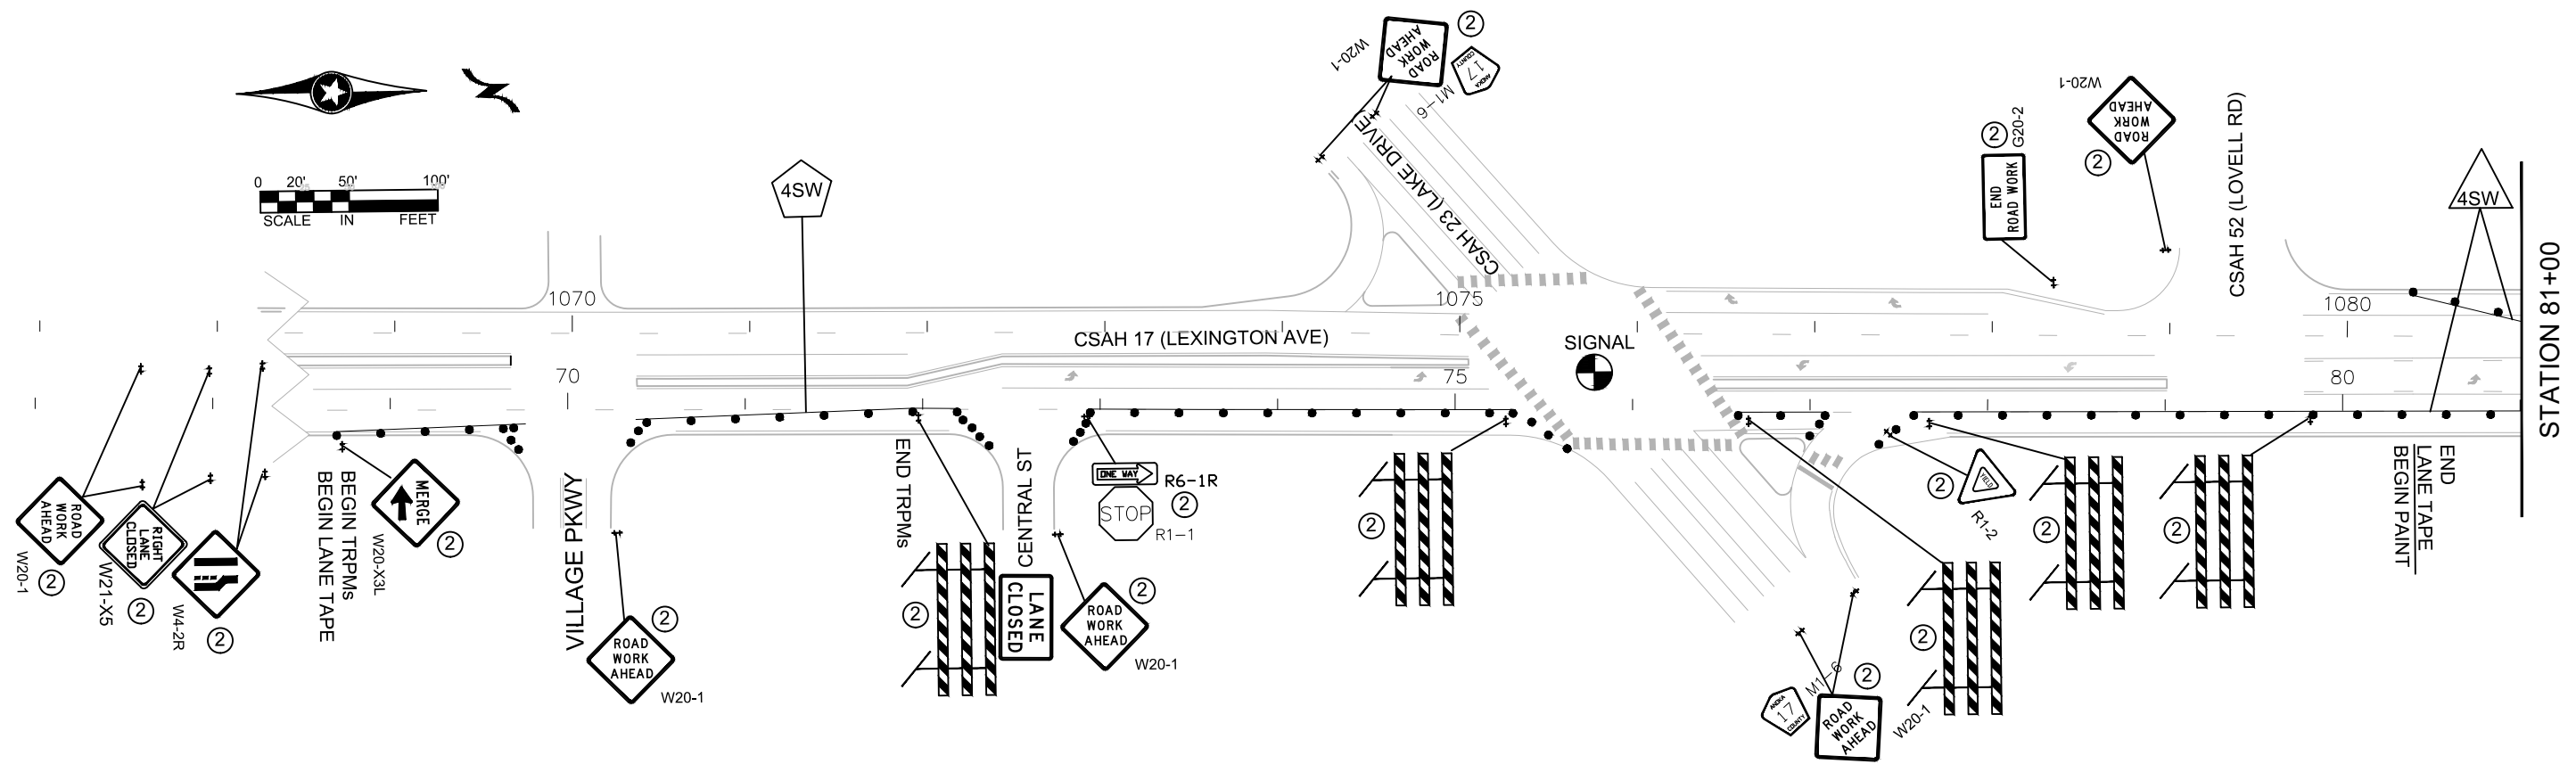 0 20' 50' 100'
SCALE IN FEET
4SW
W20-1
ROAD
WORK
AHEAD
2
ANOKA
17
COUNTY
M1-6
CSAH 23 (LAKE DRIVE)
W20-1
ROAD
WORK
AHEAD
2
2
G20-2
END
ROAD WORK
CSAH 52 (LOVELL RD)
4SW
STATION 81+00
1070
1075
1080
CSAH 17 (LEXINGTON AVE)
SIGNAL
70
75
80
ROAD
WORK
AHEAD
W20-1
2
RIGHT
LANE
CLOSED
W21-X5
2
W4-2R
2
BEGIN TRPMs
BEGIN LANE TAPE
MERGE
W20-X3L
2
VILLAGE PKWY
2
ROAD
WORK
AHEAD
W20-1
END TRPMs
2
CENTRAL ST
LANE
CLOSED
ONE WAY
R6-1R
2
STOP
R1-1
2
ROAD
WORK
AHEAD
W20-1
2
ANOKA
17
COUNTY
M1-6
2
ROAD
WORK
AHEAD
W20-1
2
2
YIELD
R1-2
2
2
END
LANE TAPE
BEGIN PAINT